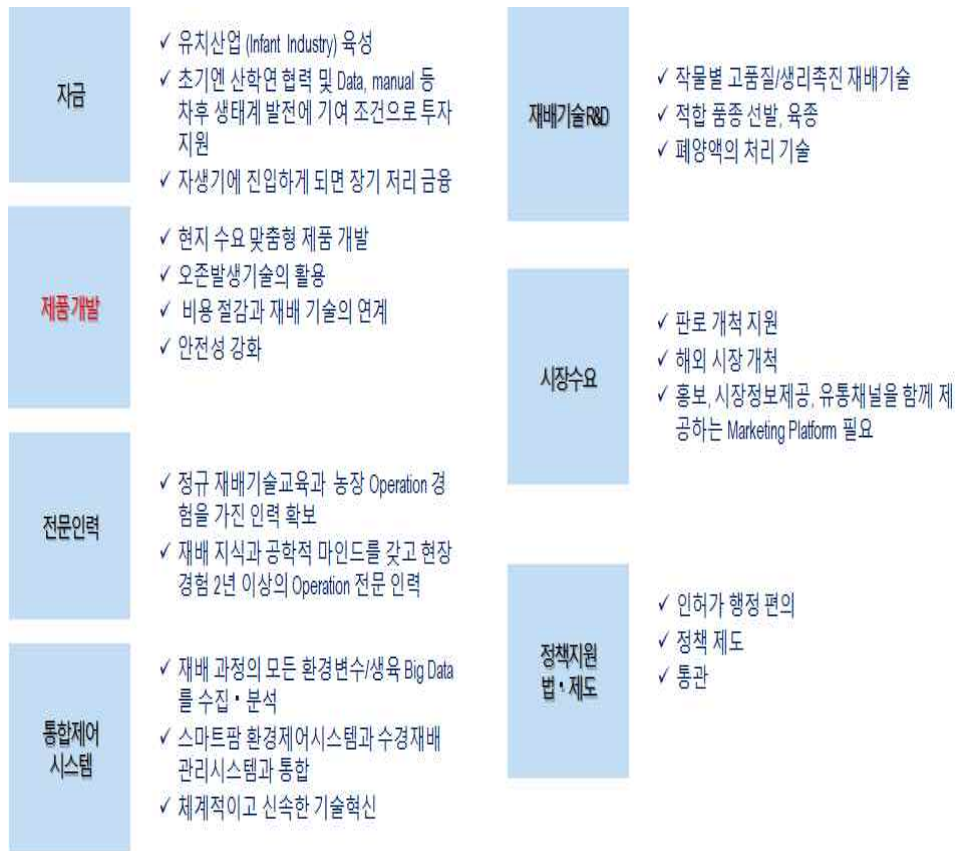 자금
✓ 유치산업 (Infant Industry) 육성
✓ 초기엔 산학연 협력 및 Data, manual 등
차후 생태계 발전에 기여 조건으로 투자
지원
✓ 자생기에 진입하게 되면 장기 저리 금융
제품 개발
✓ 현지 수요 맞춤형 제품 개발
✓ 오존발생기술의 활용
✓ 비용 절감과 재배 기술의 연계
✓ 안전성 강화
전문인력
✓ 정규 재배기술교육과 농장 Operation 경
험을 가진 인력 확보
✓ 재배 지식과 공학적 마인드를 갖고 현장
경험 2년 이상의 Operation 전문 인력
통합제어
시스템
✓ 재배 과정의 모든 환경변수/생육 Big Data
를 수집・분석
✓ 스마트팜 환경제어시스템과 수경재배
관리시스템과 통합
✓ 체계적이고 신속한 기술혁신
재배기술 R&D
✓ 작물별 고품질/생리촉진 재배기술
✓ 적합 품종 선발, 육종
✓ 폐양액의 처리 기술
시장수요
✓ 판로 개척 지원
✓ 해외 시장 개척
✓ 홍보, 시장정보제공, 유통채널을 함께 제
공하는 Marketing Platform 필요
정책지원
법・제도
✓ 인허가 행정 편의
✓ 정책 제도
✓ 통관